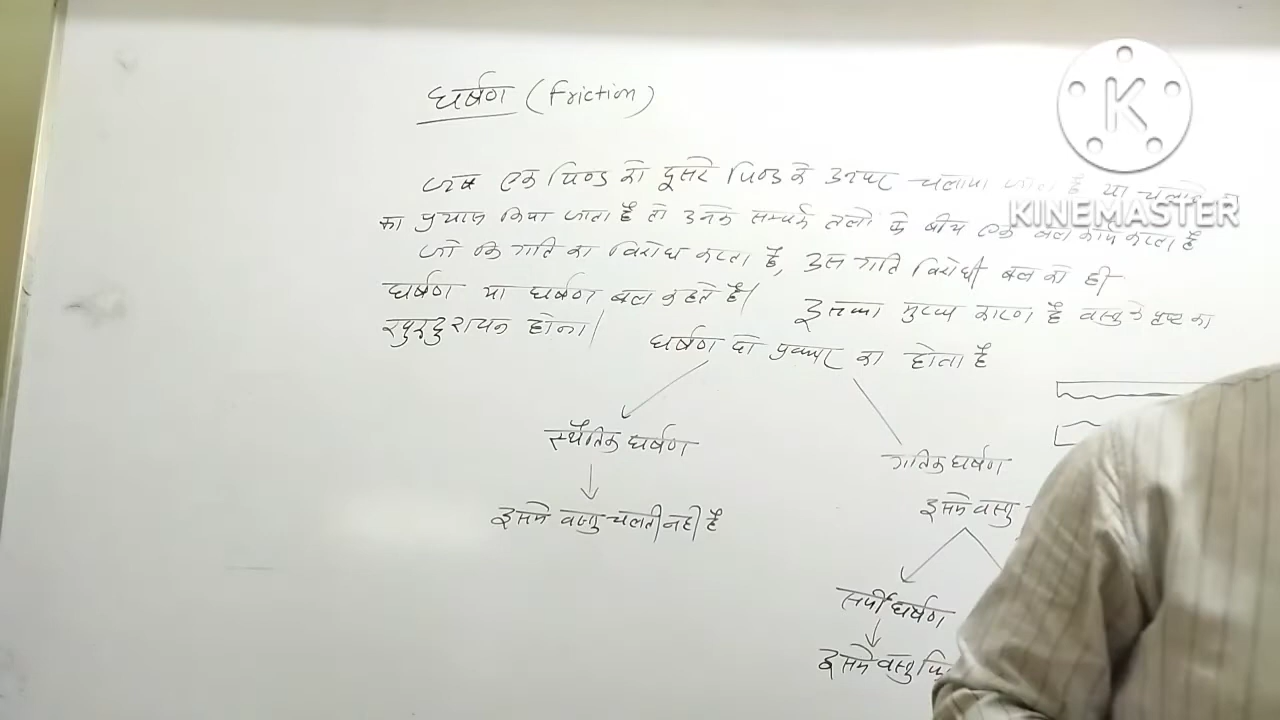 घर्षण (Friction)
जब एक पिण्ड को दूसरे पिण्ड के ऊपर चलाया जाता है या चलाने
का प्रयास किया जाता है तो उनके सम्पर्क तलो के बीच एक बल कार्य करता है
जो कि गति का विरोध करता है, उस गति विरोधी बल को ही
घर्षण या घर्षण बल कहते है। इसका मुख्य कारण है वस्तु के पृष्ट का
खुरदुरापन होना।
घर्षण दो प्रकार का होता है
स्थैतिक घर्षण
गतिक घर्षण
इसमे वस्तु चलती नही है
इसमे वस्तु
सर्पी घर्षण
इसमे वस्तु
K
KINEMASTER